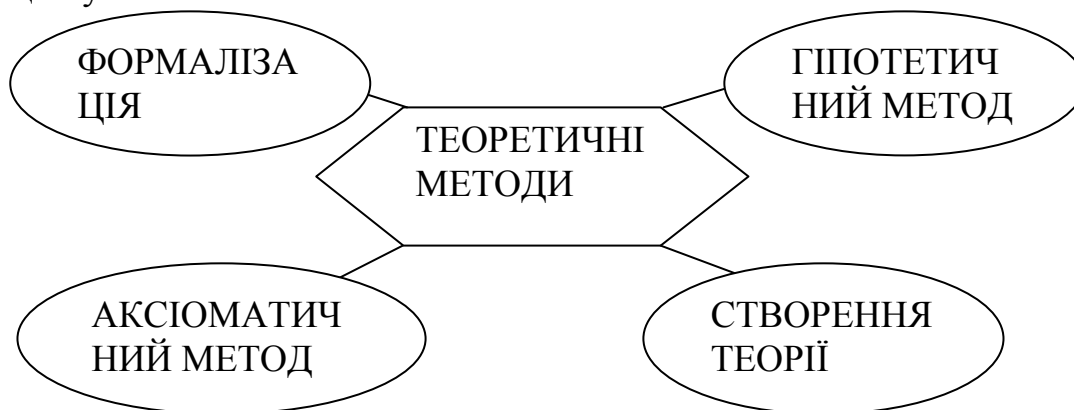 ФОРМАЛІЗА
ЦІЯ
ГІПОТЕТИЧ
НИЙ МЕТОД
ТЕОРЕТИЧНІ
МЕТОДИ
АКСІОМАТИЧ
НИЙ МЕТОД
СТВОРЕННЯ
ТЕОРІЇ